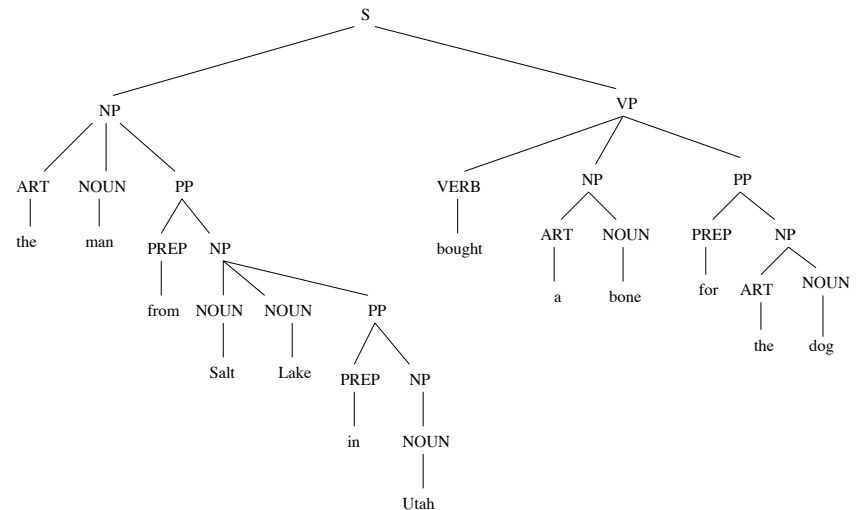 S
NP VP
ART NOUN PP VERB NP PP
the man PREP NP bought ART NOUN PREP NP
from NOUN NOUN PP a bone for ART NOUN
Salt Lake PREP NP the dog
in NOUN
Utah